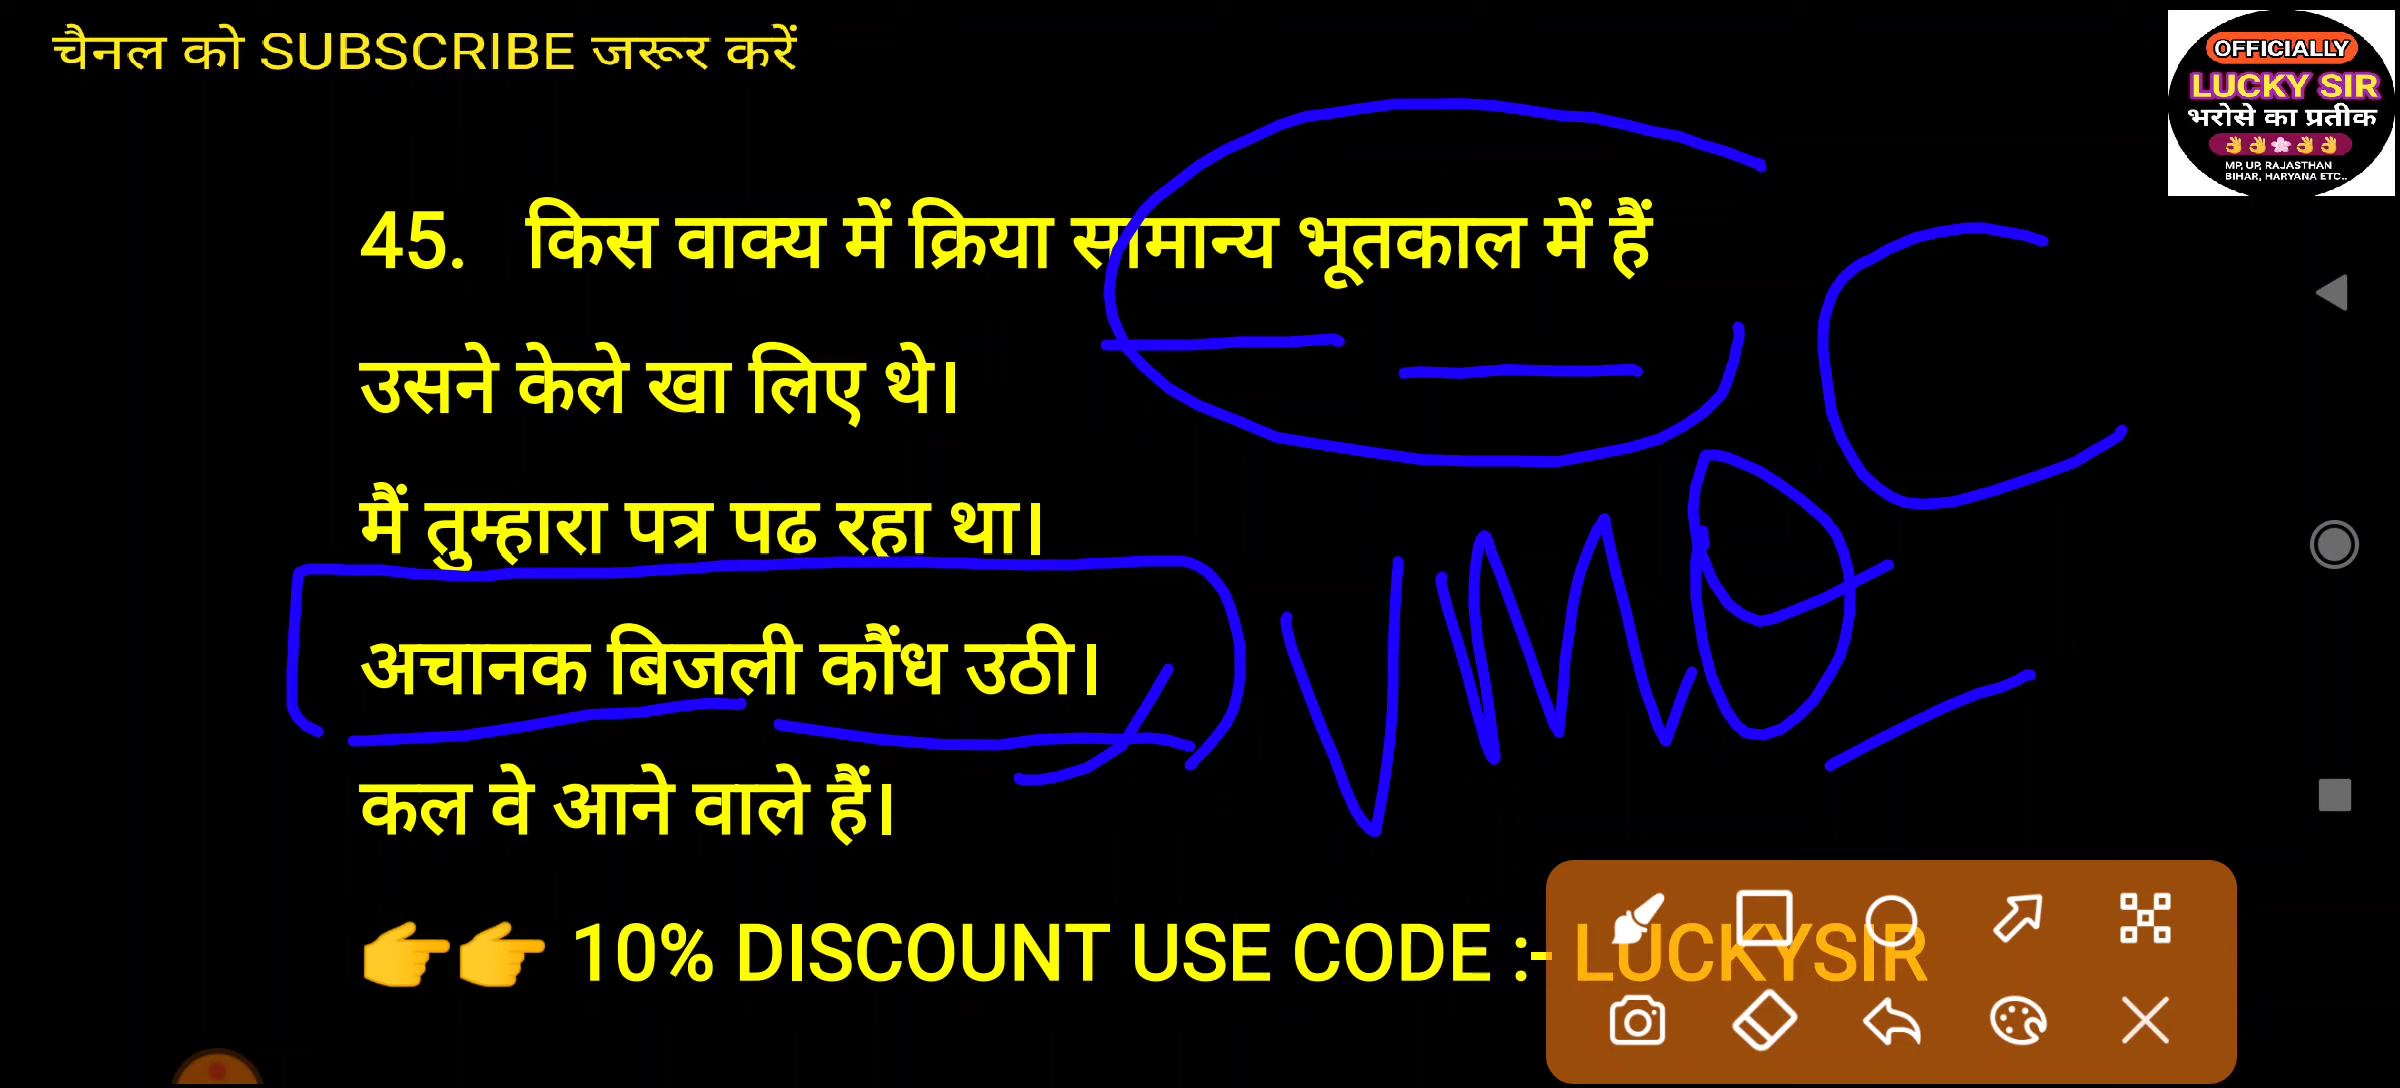 चैनल को SUBSCRIBE जरूर करें
OFFICIALLY
LUCKY SIR
भरोसे का प्रतीक
MP, UP, RAJASTHAN
BIHAR, HARYANA ETC..
45. किस वाक्य में क्रिया सामान्य भूतकाल में हैं
उसने केले खा लिए थे।
मैं तुम्हारा पत्र पढ रहा था।
अचानक बिजली कौंध उठी।
कल वे आने वाले हैं।
👉👉 10% DISCOUNT USE CODE :- LUCKYSIR
C